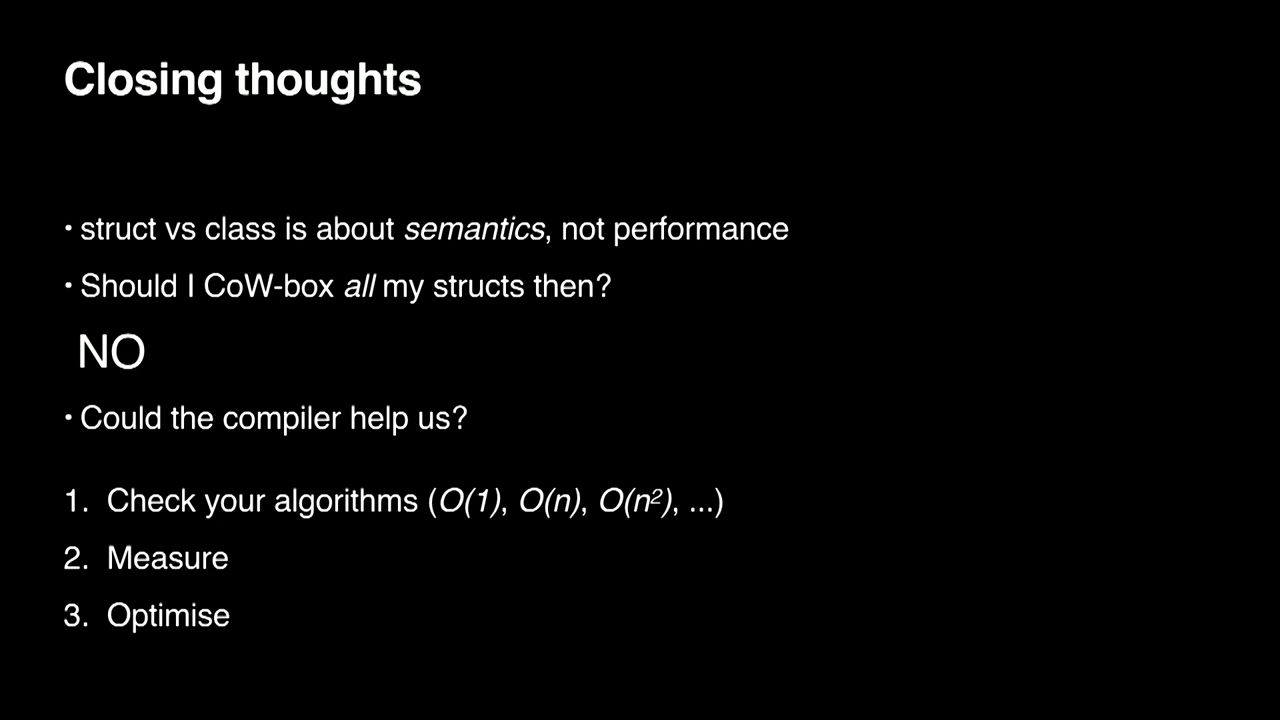 Closing thoughts
• struct vs class is about semantics, not performance
• Should I CoW-box all my structs then?
NO
• Could the compiler help us?
1. Check your algorithms (O(1), O(n), O(n²), ...)
2. Measure
3. Optimise